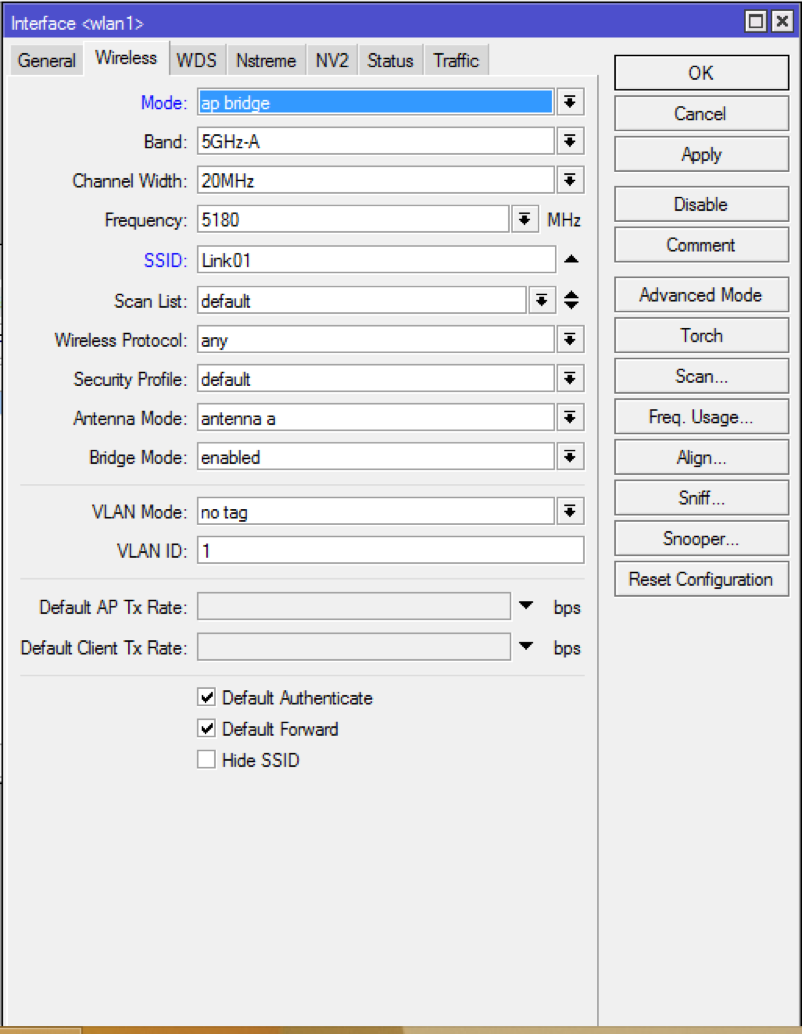 Interface <wlan1>
General Wireless WDS Nstreme NV2 Status Traffic
Mode: ap bridge
Band: 5GHz-A
Channel Width: 20MHz
Frequency: 5180 MHz
SSID: Link01
Scan List: default
Wireless Protocol: any
Security Profile: default
Antenna Mode: antenna a
Bridge Mode: enabled
VLAN Mode: no tag
VLAN ID: 1
Default AP Tx Rate: bps
Default Client Tx Rate: bps
Default Authenticate
Default Forward
Hide SSID
OK
Cancel
Apply
Disable
Comment
Advanced Mode
Torch
Scan...
Freq. Usage...
Align...
Sniff...
Snooper...
Reset Configuration